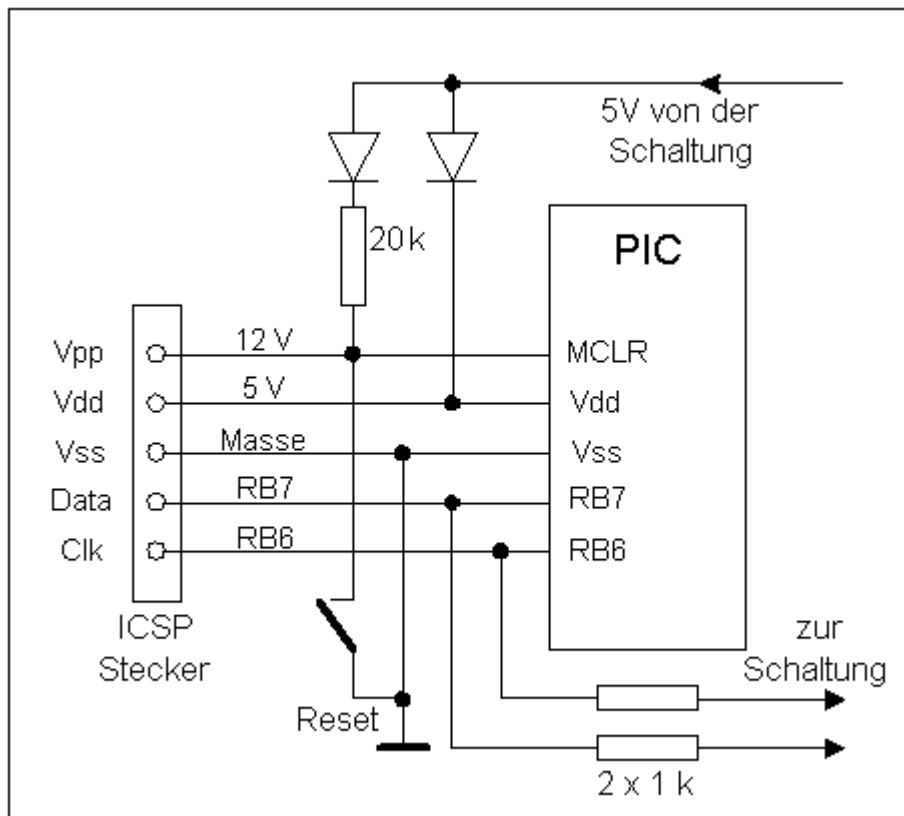 5V von der
Schaltung
20k
PIC
Vpp
12 V
MCLR
Vdd
5 V
Vdd
Vss
Masse
Vss
Data
RB7
RB7
Clk
RB6
RB6
ICSP
Stecker
zur
Schaltung
Reset
2 x 1 k